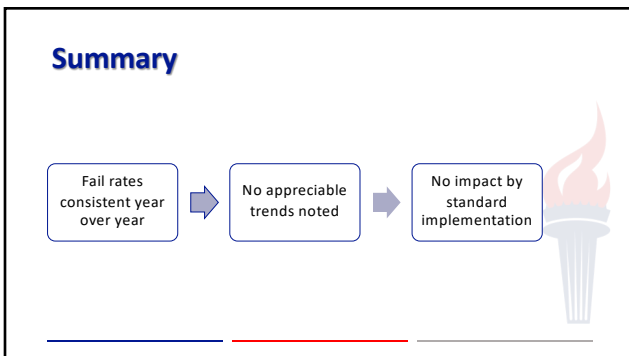 Summary
Fail rates
consistent year
over year
No appreciable
trends noted
No impact by
standard
implementation